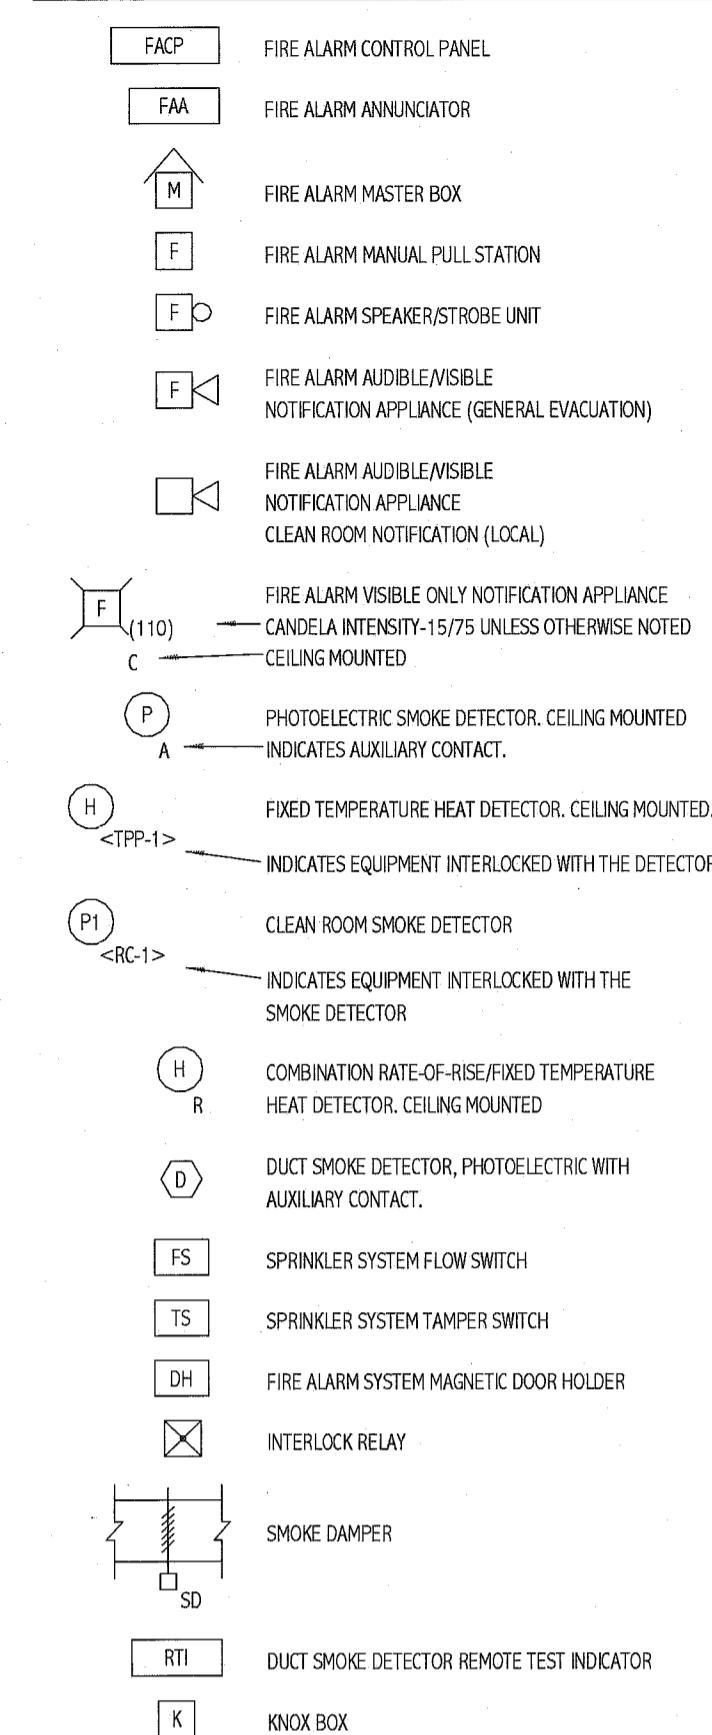 FACP FIRE ALARM CONTROL PANEL
FAA FIRE ALARM ANNUNCIATOR
M FIRE ALARM MASTER BOX
F FIRE ALARM MANUAL PULL STATION
F FIRE ALARM SPEAKER/STROBE UNIT
F FIRE ALARM AUDIBLE/VISIBLE
NOTIFICATION APPLIANCE (GENERAL EVACUATION)
FIRE ALARM AUDIBLE/VISIBLE
NOTIFICATION APPLIANCE
CLEAN ROOM NOTIFICATION (LOCAL)
F FIRE ALARM VISIBLE ONLY NOTIFICATION APPLIANCE
(110) CANDELA INTENSITY-15/75 UNLESS OTHERWISE NOTED
C CEILING MOUNTED
P PHOTOELECTRIC SMOKE DETECTOR. CEILING MOUNTED
A INDICATES AUXILIARY CONTACT.
H FIXED TEMPERATURE HEAT DETECTOR. CEILING MOUNTED.
<TPP-1>
INDICATES EQUIPMENT INTERLOCKED WITH THE DETECTOR
P1 CLEAN ROOM SMOKE DETECTOR
<RC-1>
INDICATES EQUIPMENT INTERLOCKED WITH THE
SMOKE DETECTOR
H COMBINATION RATE-OF-RISE/FIXED TEMPERATURE
R HEAT DETECTOR. CEILING MOUNTED
D DUCT SMOKE DETECTOR, PHOTOELECTRIC WITH
AUXILIARY CONTACT.
FS SPRINKLER SYSTEM FLOW SWITCH
TS SPRINKLER SYSTEM TAMPER SWITCH
DH FIRE ALARM SYSTEM MAGNETIC DOOR HOLDER
INTERLOCK RELAY
SMOKE DAMPER
SD
RTI DUCT SMOKE DETECTOR REMOTE TEST INDICATOR
K KNOX BOX